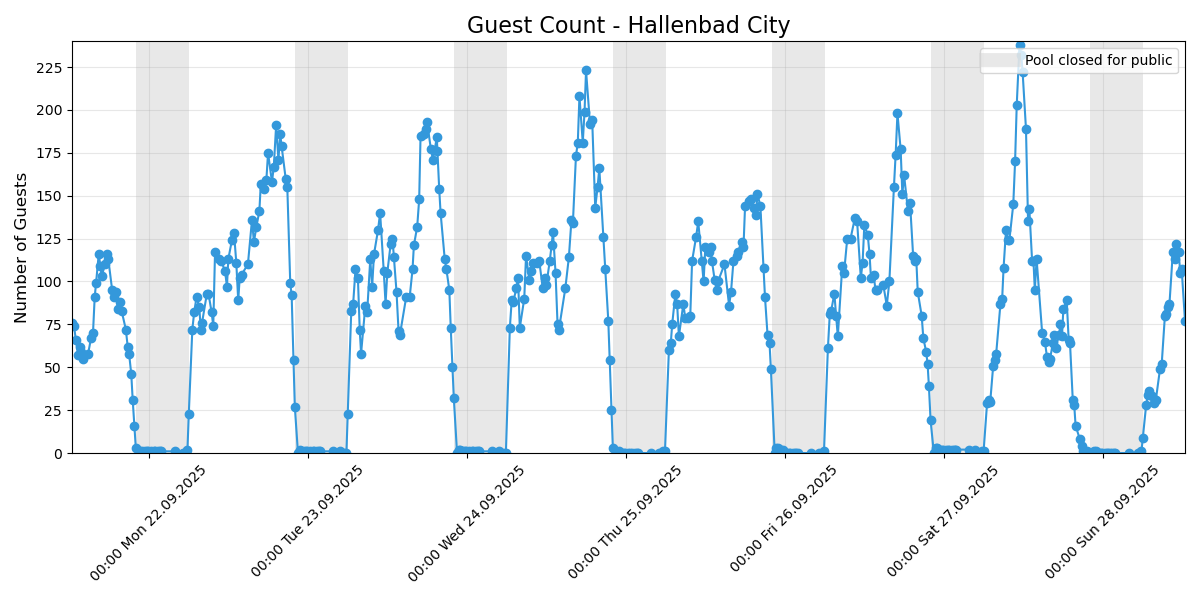 Guest Count - Hallenbad City
Pool closed for public
Number of Guests
225
200
175
150
125
100
75
50
25
0
00:00 Mon 22.09.2025
00:00 Tue 23.09.2025
00:00 Wed 24.09.2025
00:00 Thu 25.09.2025
00:00 Fri 26.09.2025
00:00 Sat 27.09.2025
00:00 Sun 28.09.2025